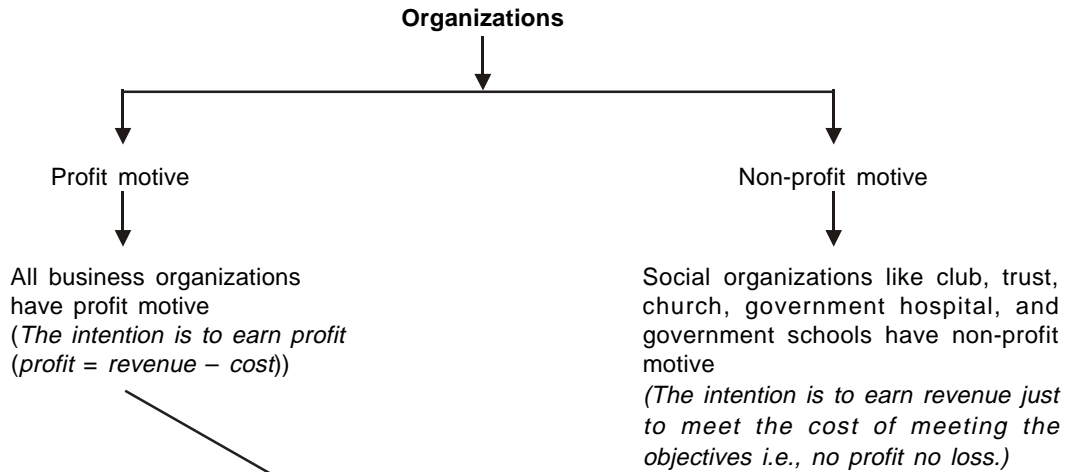 Organizations
Profit motive
Non-profit motive
All business organizations
have profit motive
(The intention is to earn profit
(profit = revenue – cost))
Social organizations like club, trust,
church, government hospital, and
government schools have non-profit
motive
(The intention is to earn revenue just
to meet the cost of meeting the
objectives i.e., no profit no loss.)